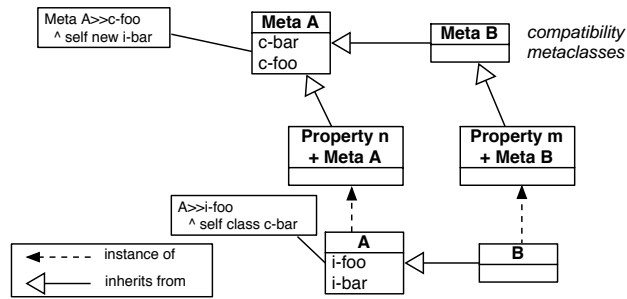 Meta A>>c-foo
^ self new i-bar
Meta A
c-bar
c-foo
Meta B
compatibility
metaclasses
Property n
+ Meta A
Property m
+ Meta B
A>>i-foo
^ self class c-bar
A
i-foo
i-bar
B
instance of
inherits from